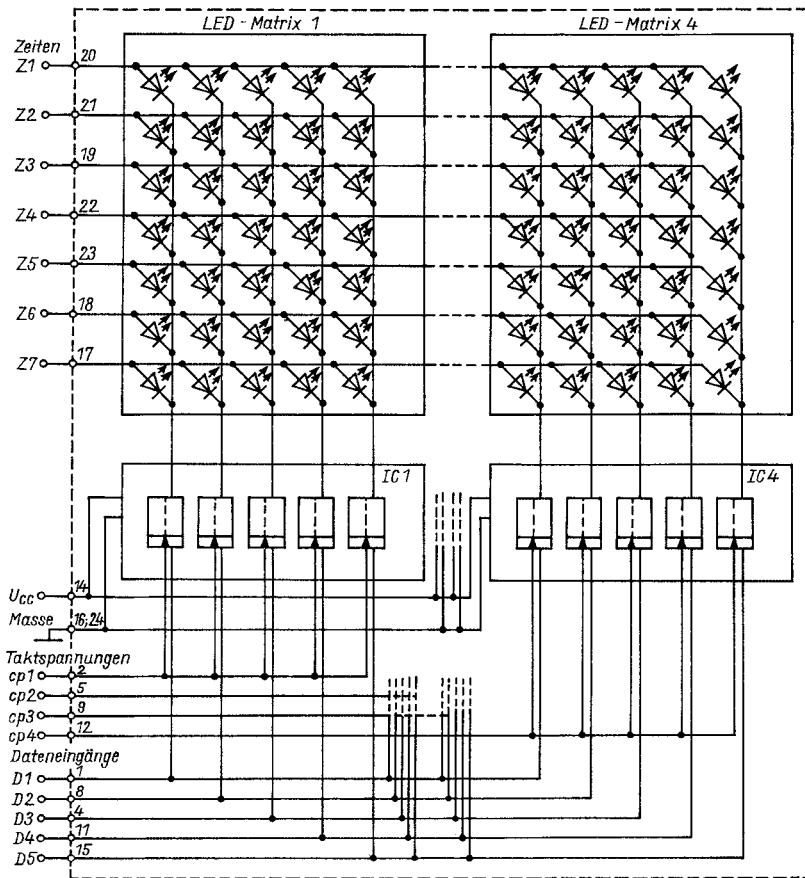 LED-Matrix 1
LED-Matrix 4
Zeiten
Z1 20
Z2 21
Z3 19
Z4 22
Z5 23
Z6 18
Z7 17
IC1
IC4
UCC 14
Masse 16;24
Taktspannungen
cp1 2
cp2 5
cp3 9
cp4 12
Dateneingänge
D1 1
D2 8
D3 4
D4 11
D5 15